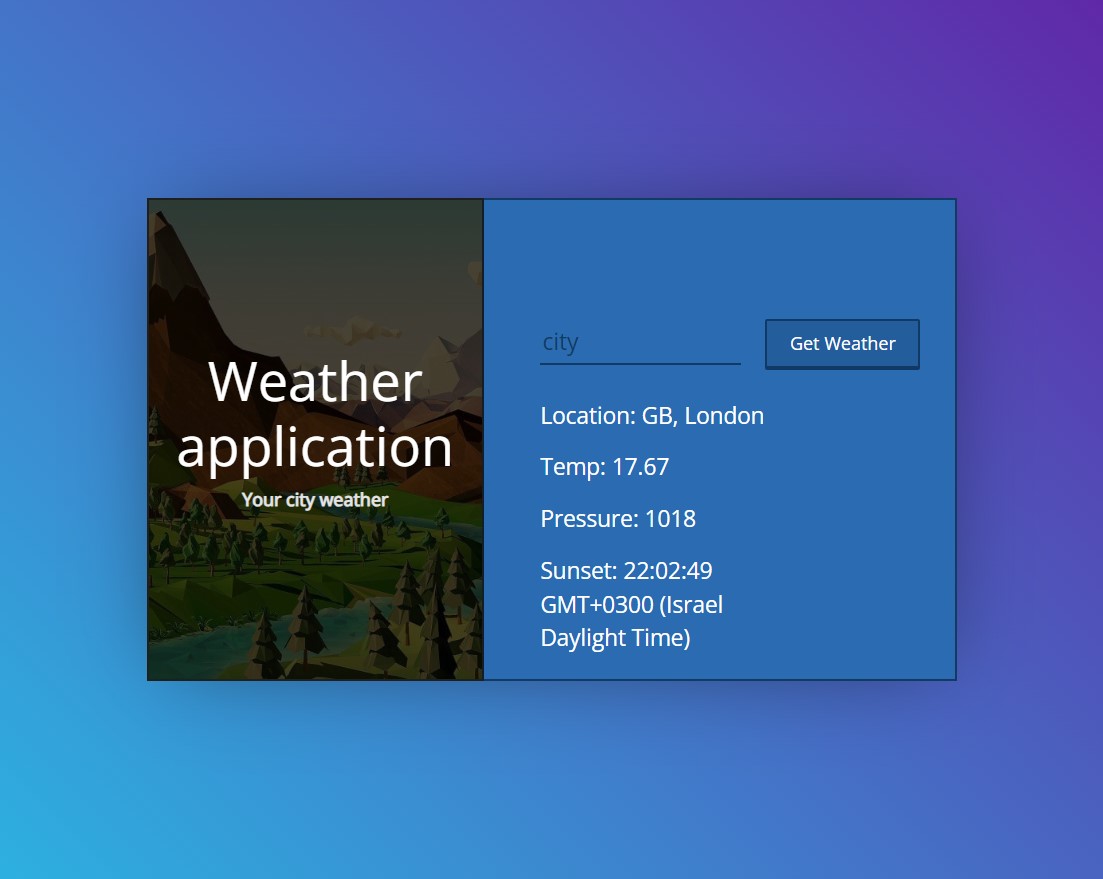 Weather
application
Your city weather
city
Get Weather
Location: GB, London
Temp: 17.67
Pressure: 1018
Sunset: 22:02:49
GMT+0300 (Israel
Daylight Time)